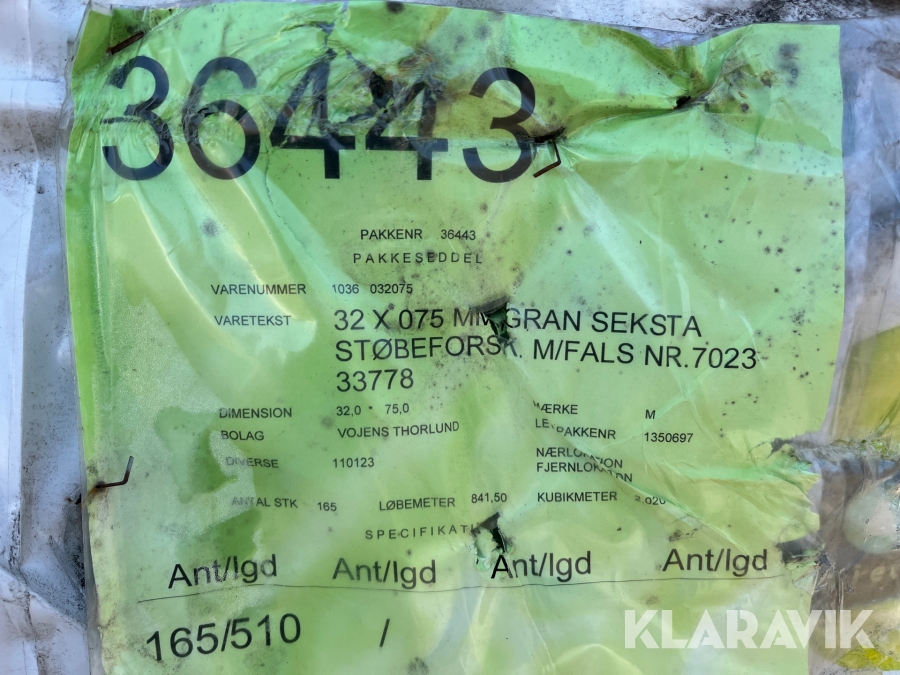 36443
PAKKENR 36443
PAKKESEDDEL
VARENUMMER 1036 032075
VARETEKST 32 X 075 MM GRAN SEKSTA
STØBEFORSK. M/FALS NR.7023
33778
DIMENSION 32,0 * 75,0 MÆRKE M
BOLAG VOJENS THORLUND PAKKENR 1350697
DIVERSE 110123
ANTAL STK 165 LØBEMETER 841,50 KUBIKMETER
Ant/lgd Ant/lgd Ant/lgd Ant/lgd
165/510 /
KLARAVIK